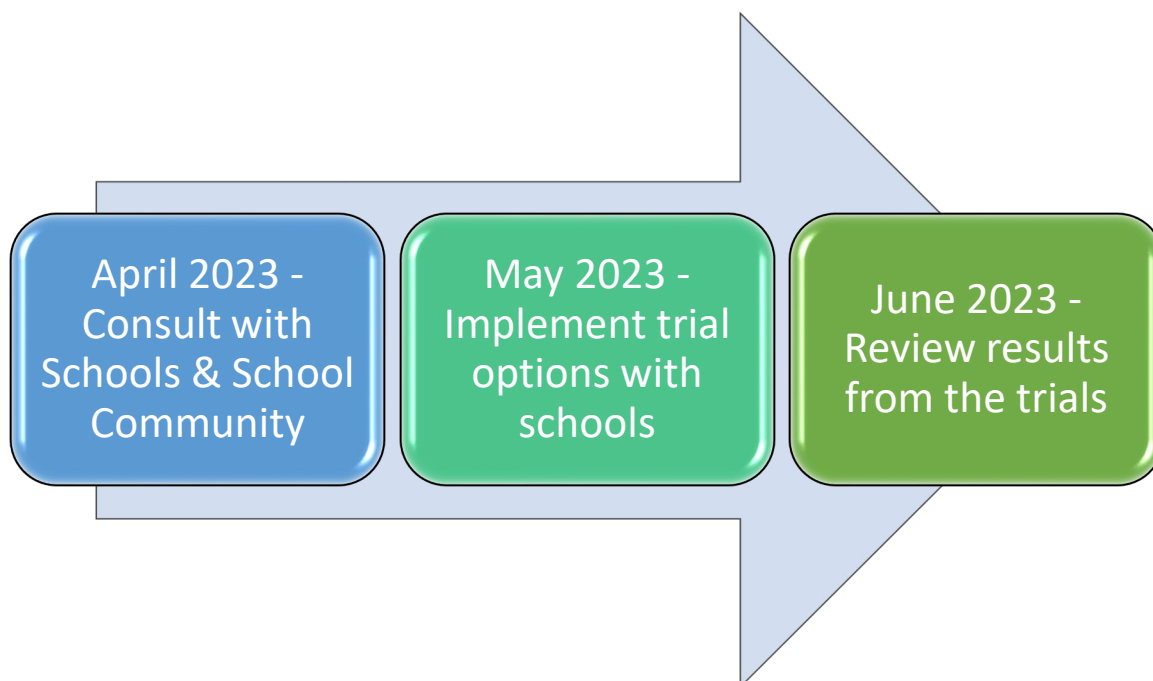 April 2023 -
Consult with
Schools & School
Community
May 2023 -
Implement trial
options with
schools
June 2023 -
Review results
from the trials